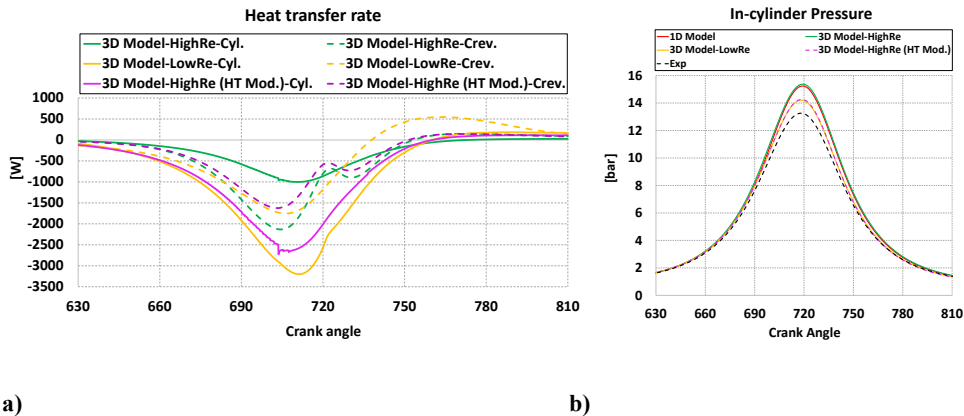 Heat transfer rate
3D Model-HighRe-Cyl. 3D Model-HighRe-Crev.
3D Model-LowRe-Cyl. 3D Model-LowRe-Crev.
3D Model-HighRe (HT Mod.)-Cyl. 3D Model-HighRe (HT Mod.)-Crev.
1000
500
0
-500
-1000
-1500
-2000
-2500
-3000
-3500
[W]
630 660 690 720 750 780 810
Crank angle
a)
In-cylinder Pressure
1D Model 3D Model-HighRe
3D Model-LowRe 3D Model-HighRe (HT Mod.)
Exp
16
14
12
10
8
6
4
2
0
[bar]
630 660 690 720 750 780 810
Crank Angle
b)